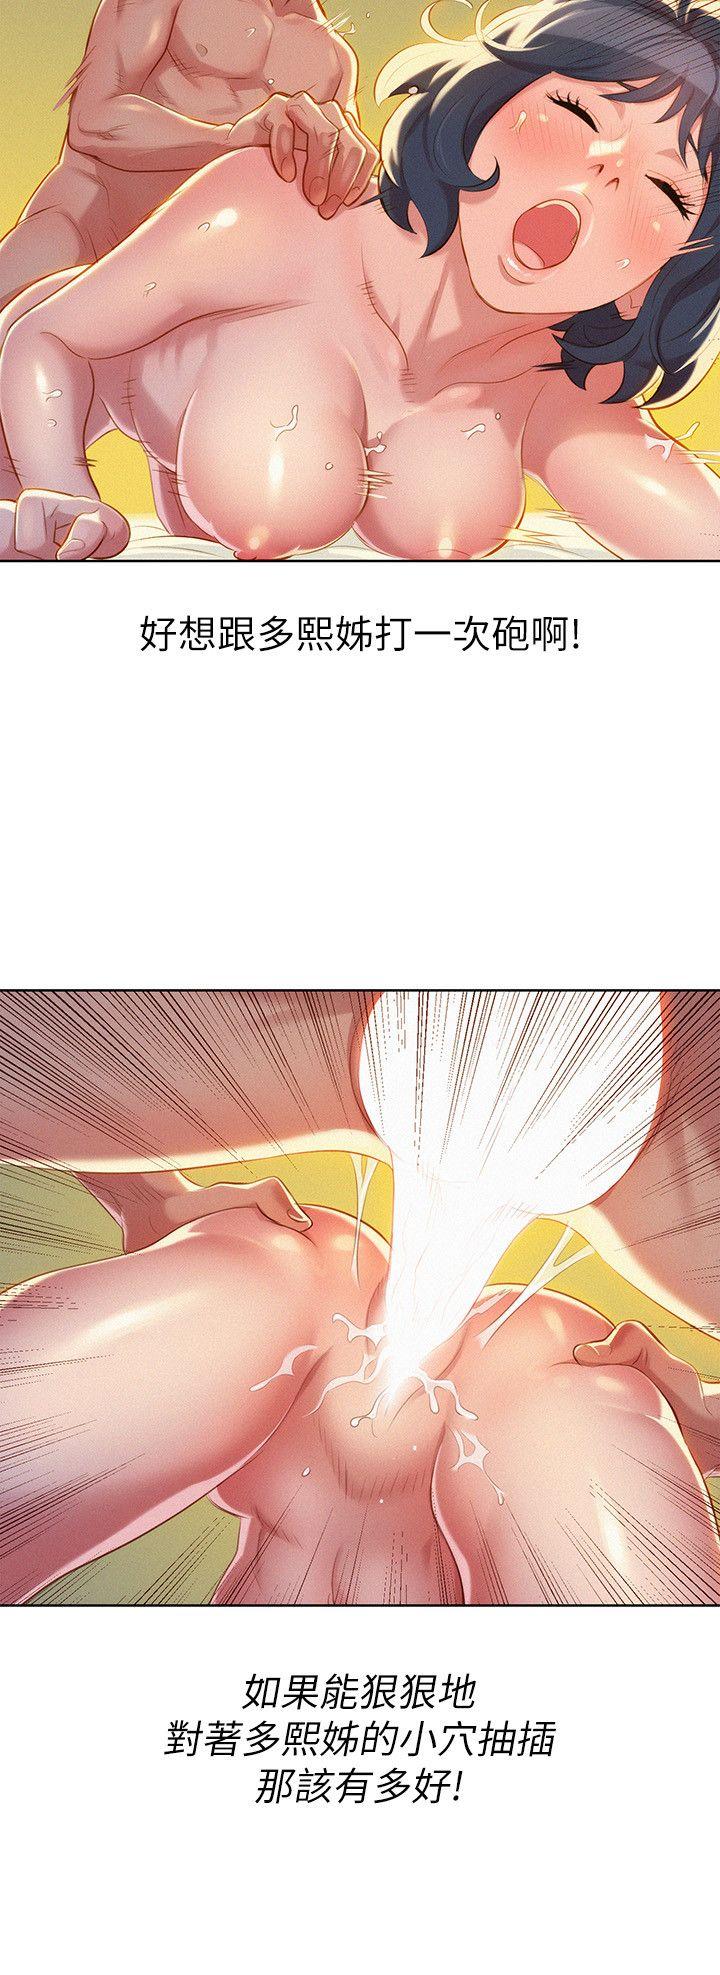 好想跟多熙姊打一次砲啊!
如果能狠狠地
對著多熙姊的小穴抽插
那該有多好!